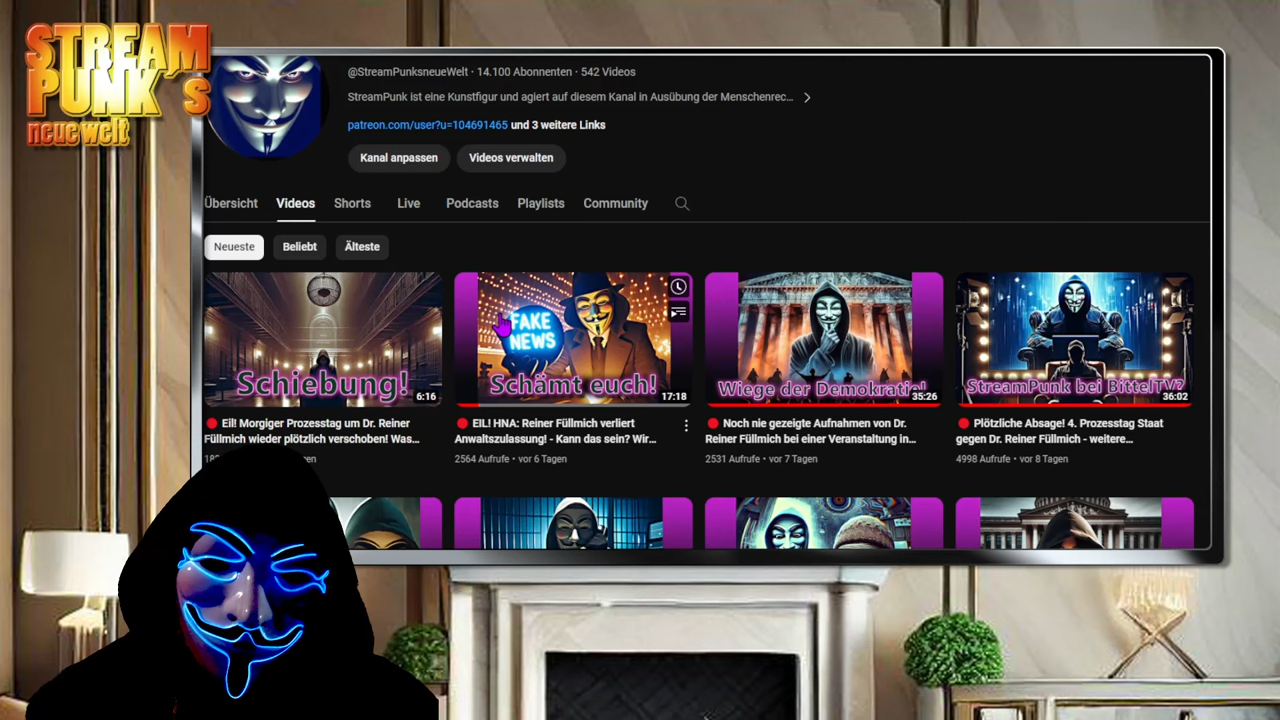 STREAM
PUNK´s
neue welt
@StreamPunksneueWelt · 14.100 Abonnenten · 542 Videos
StreamPunk ist eine Kunstfigur und agiert auf diesem Kanal in Ausübung der Menschenrec...
patreon.com/user?u=104691465 und 3 weitere Links
Kanal anpassen Videos verwalten
Übersicht Videos Shorts Live Podcasts Playlists Community
Neueste Beliebt Älteste
Schiebung!
6:16
FAKE
NEWS
Schämt euch!
17:18
Wiege der Demokratie!
35:26
StreamPunk bei BittelTV?
36:02
Eil! Morgiger Prozesstag um Dr. Reiner
Füllmich wieder plötzlich verschoben! Was...
EIL! HNA: Reiner Füllmich verliert
Anwaltszulassung! - Kann das sein? Wir...
2564 Aufrufe • vor 6 Tagen
Noch nie gezeigte Aufnahmen von Dr.
Reiner Füllmich bei einer Veranstaltung in...
2531 Aufrufe • vor 7 Tagen
Plötzliche Absage! 4. Prozesstag Staat
gegen Dr. Reiner Füllmich - weitere...
4998 Aufrufe • vor 8 Tagen